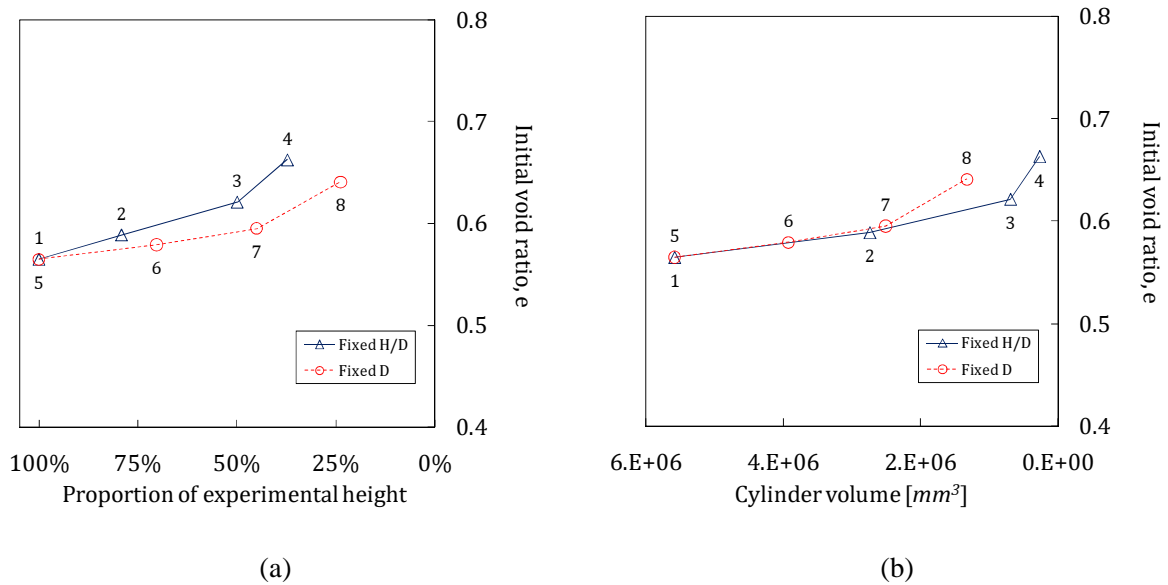 0.8
0.7
0.6
0.5
0.4
Initial void ratio, e
1
2
3
4
5
6
7
8
Fixed H/D
Fixed D
100% 75% 50% 25% 0%
Proportion of experimental height
(a)
0.8
0.7
0.6
0.5
0.4
Initial void ratio, e
5
6
7
8
1
2
3
4
Fixed H/D
Fixed D
6.E+06 4.E+06 2.E+06 0.E+00
Cylinder volume [mm³]
(b)